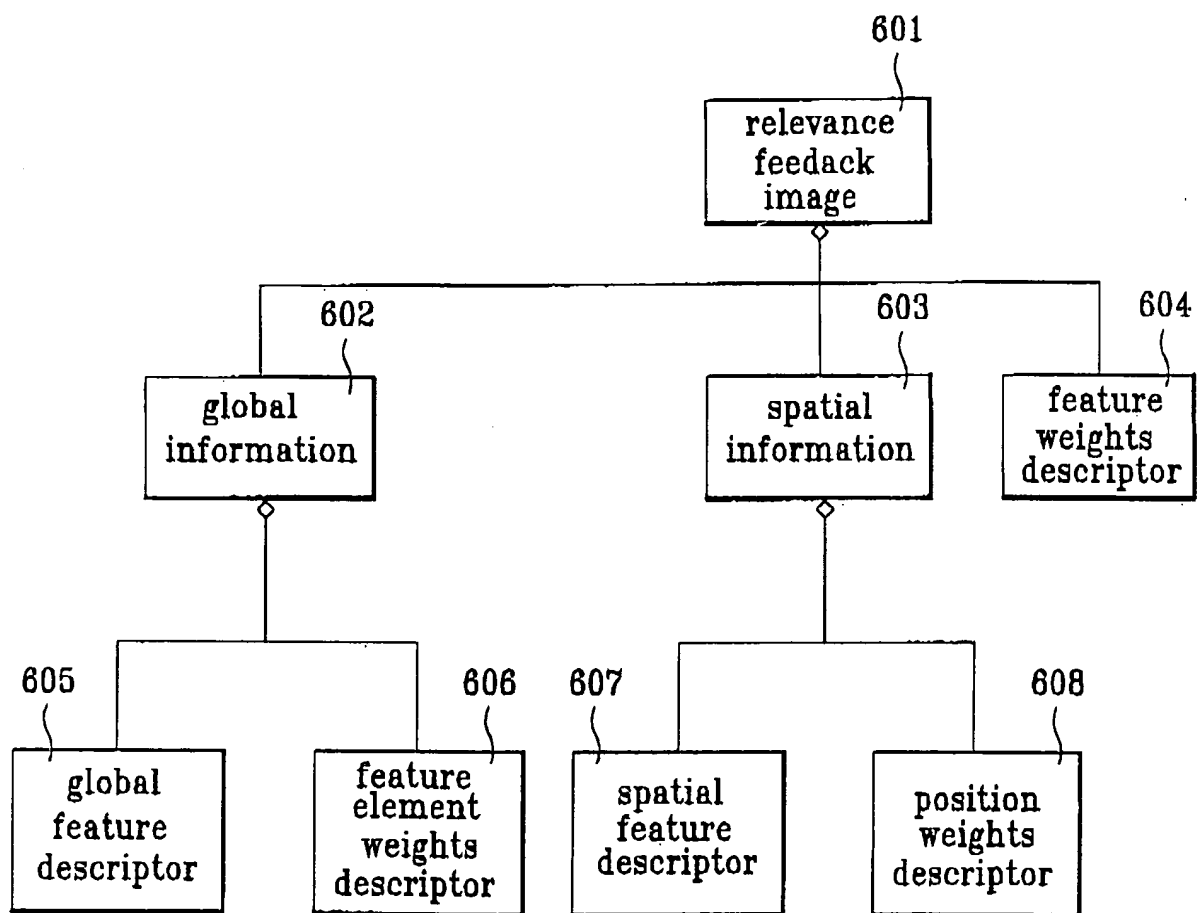 601
relevance
feedack
image
602
603
604
global
information
spatial
information
feature
weights
descriptor
605
606
607
608
global
feature
descriptor
feature
element
weights
descriptor
spatial
feature
descriptor
position
weights
descriptor